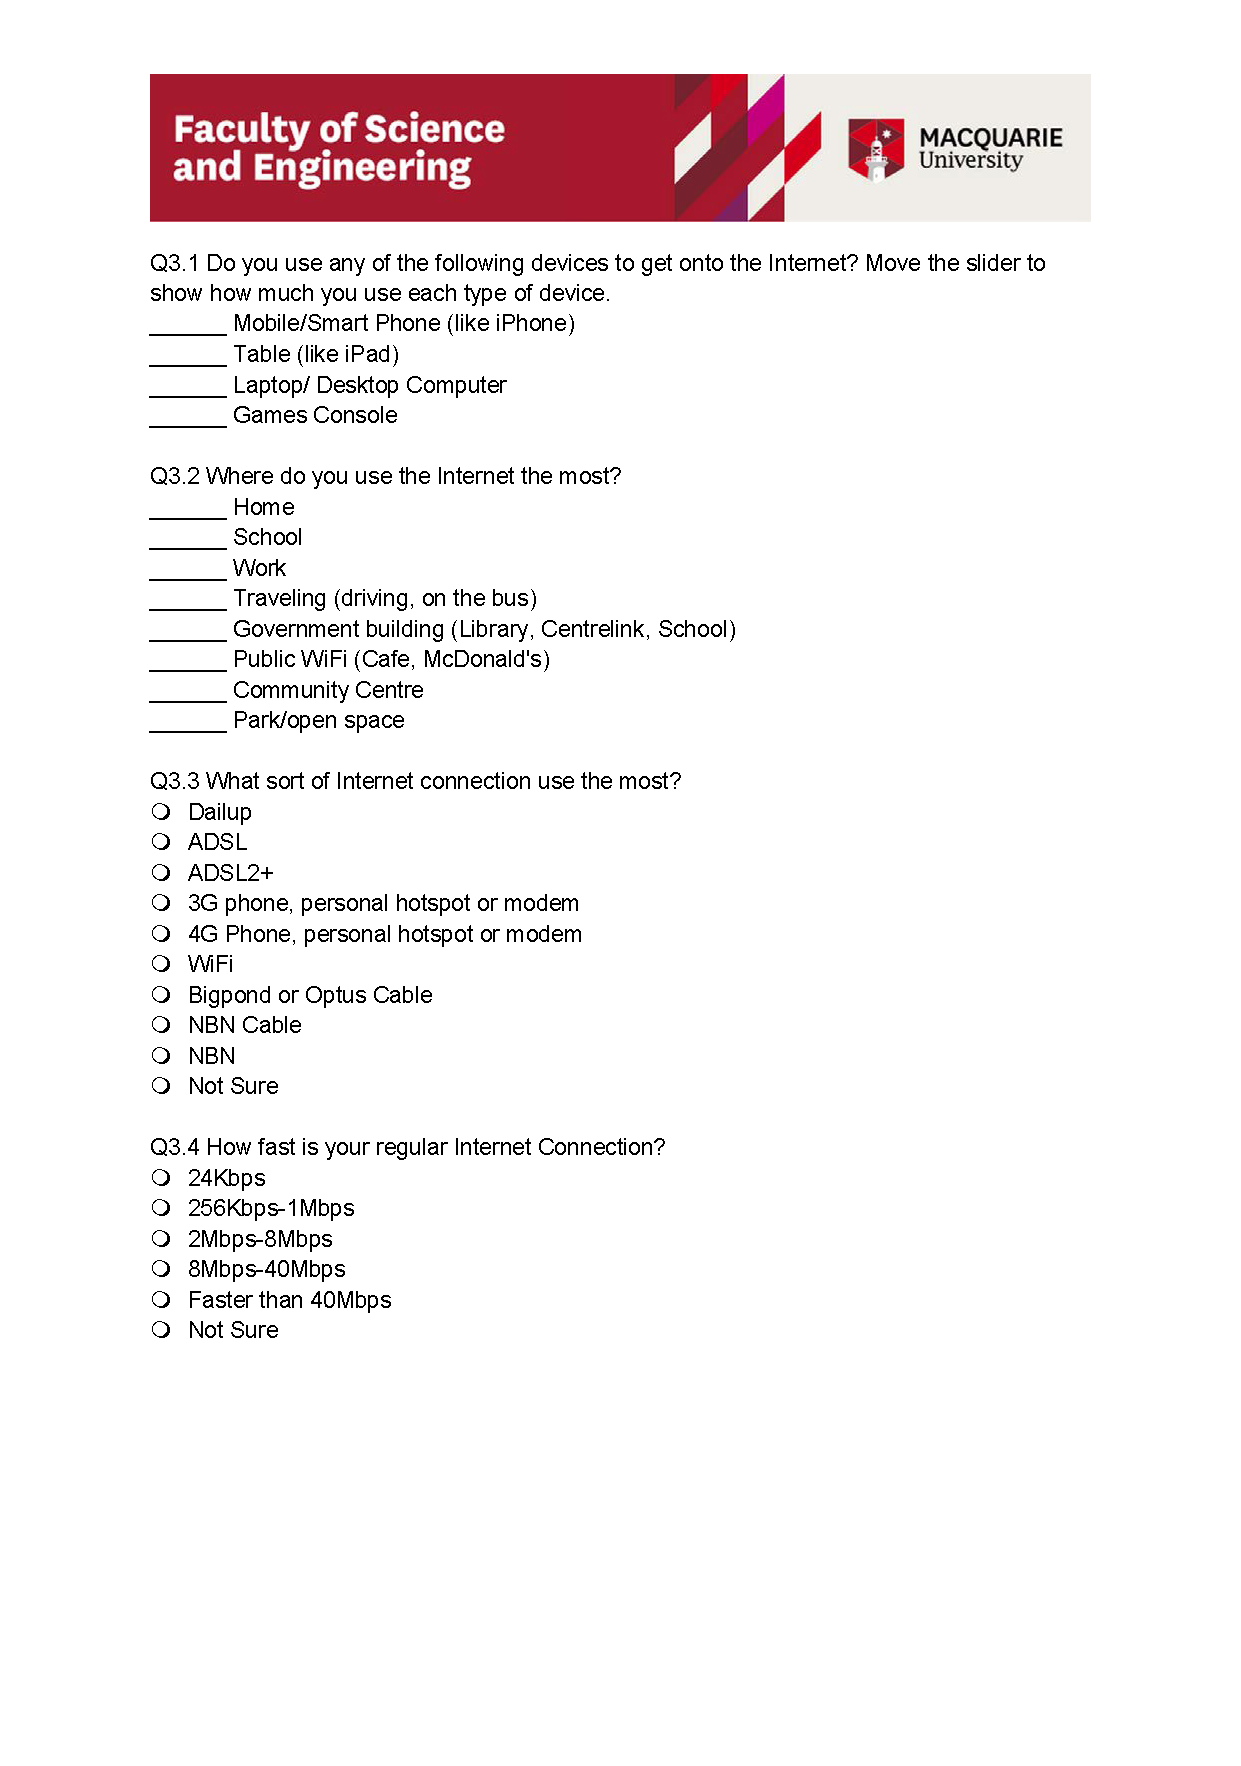 Faculty of Science
and Engineering
MACQUARIE
University
Q3.1 Do you use any of the following devices to get onto the Internet? Move the slider to
show how much you use each type of device.
______ Mobile/Smart Phone (like iPhone)
______ Table (like iPad)
______ Laptop/ Desktop Computer
______ Games Console
Q3.2 Where do you use the Internet the most?
______ Home
______ School
______ Work
______ Traveling (driving, on the bus)
______ Government building (Library, Centrelink, School)
______ Public WiFi (Cafe, McDonald's)
______ Community Centre
______ Park/open space
Q3.3 What sort of Internet connection use the most?
Dailup
ADSL
ADSL2+
3G phone, personal hotspot or modem
4G Phone, personal hotspot or modem
WiFi
Bigpond or Optus Cable
NBN Cable
NBN
Not Sure
Q3.4 How fast is your regular Internet Connection?
24Kbps
256Kbps-1Mbps
2Mbps-8Mbps
8Mbps-40Mbps
Faster than 40Mbps
Not Sure